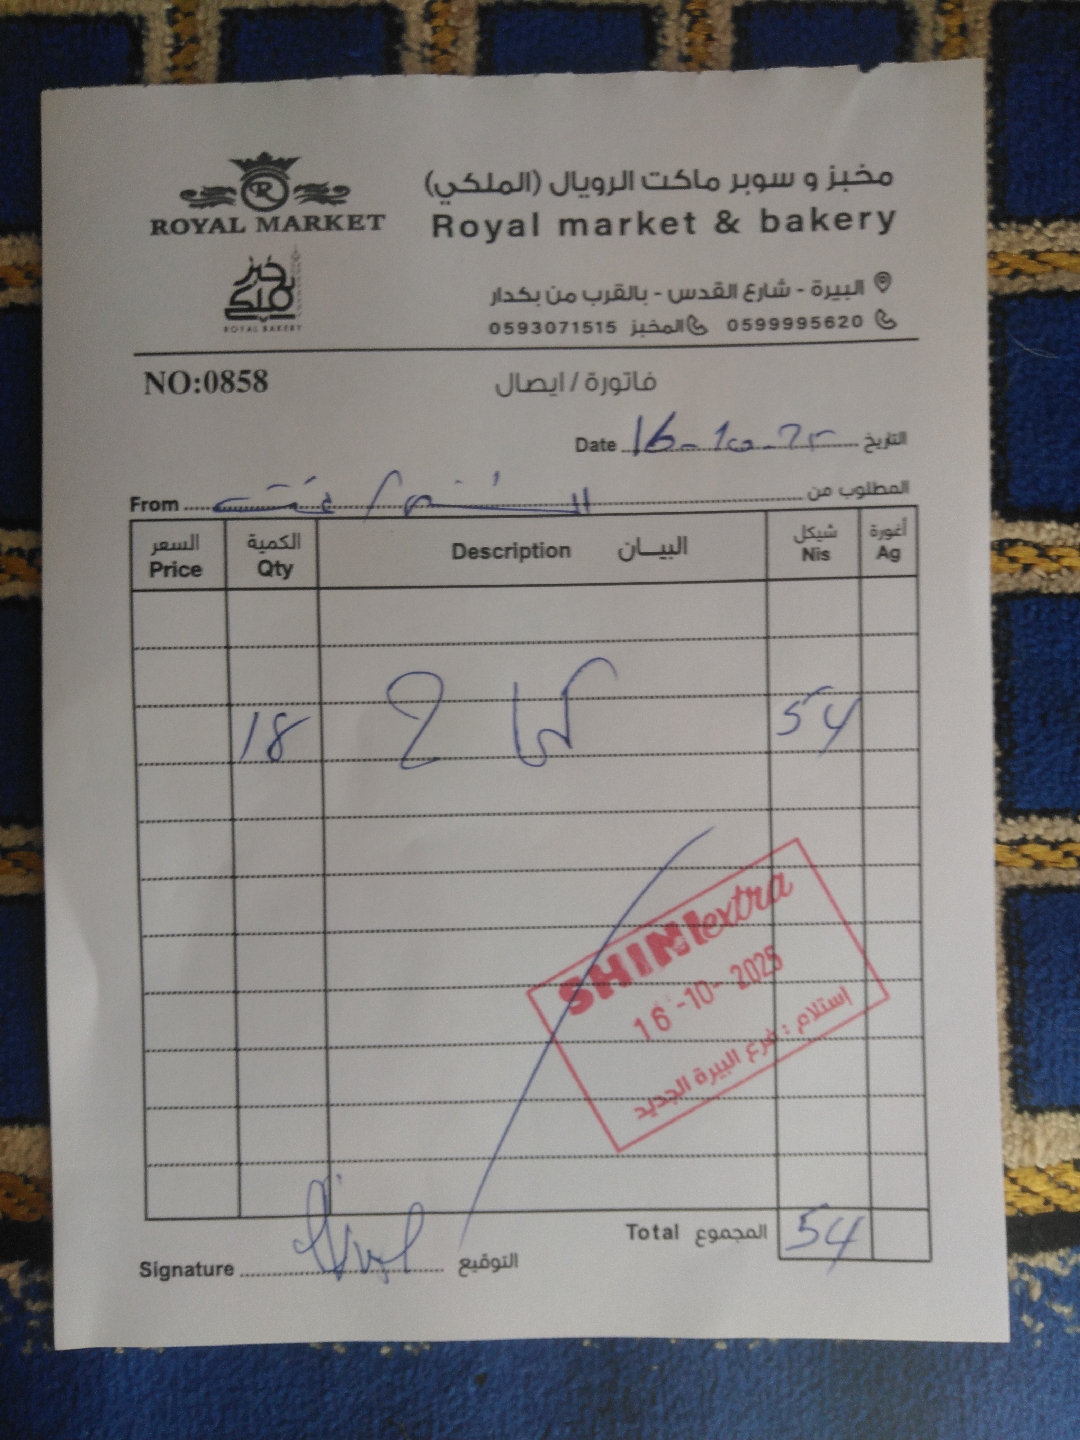 ROYAL MARKET
مخبز و سوبر ماكت الرويال (الملكي)
Royal market & bakery
خبز ملكي
ROYAL BAKERY
البيرة - شارع القدس - بالقرب من بكدار
0599995620 المخبز 0593071515
NO:0858
فاتورة / ايصال
Date 16-10-25 التاريخ
From المطلوب من
السعر Price الكمية Qty Description البيــان شيكل Nis أغورة Ag
18 54
SHINI extra
16-10-2025
استلام : فرع البيرة الجديد
Total المجموع 54
Signature التوقيع